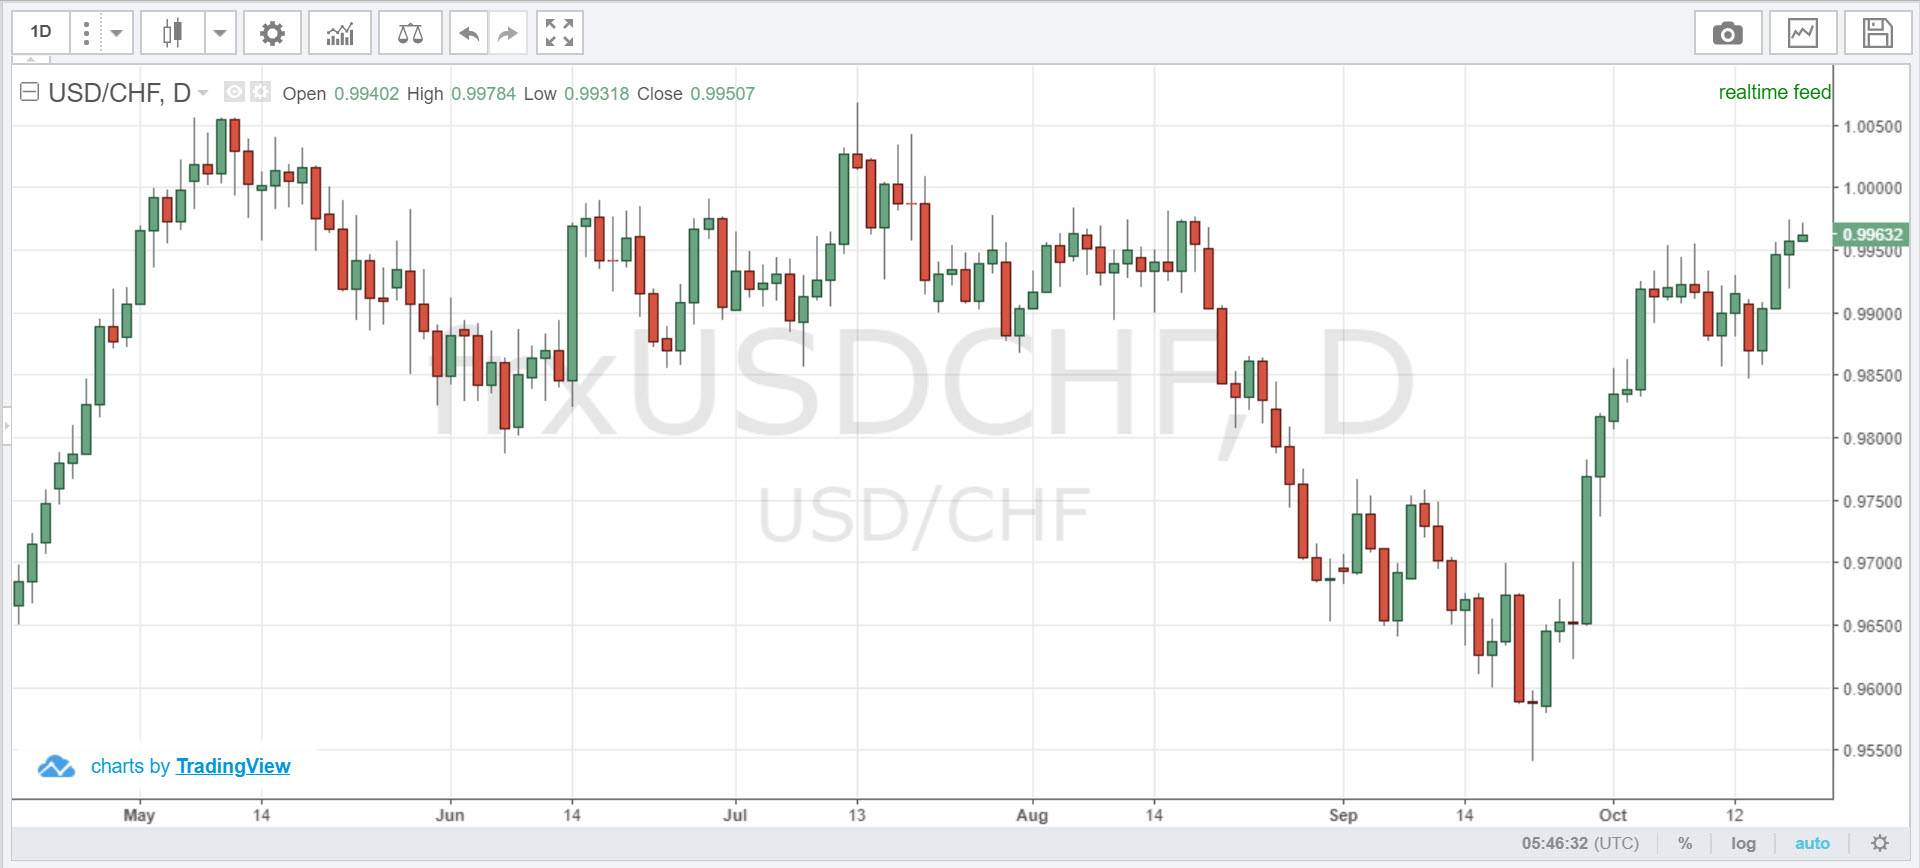 1D
USD/CHF, D Open 0.99402 High 0.99784 Low 0.99318 Close 0.99507
realtime feed
1.00500
1.00000
0.99632
0.99500
0.99000
0.98500
0.98000
0.97500
0.97000
0.96500
0.96000
0.95500
frxUSDCHF, D
USD/CHF
charts by TradingView
May 14 Jun 14 Jul 13 Aug 14 Sep 14 Oct 12
05:46:32 (UTC) % log auto